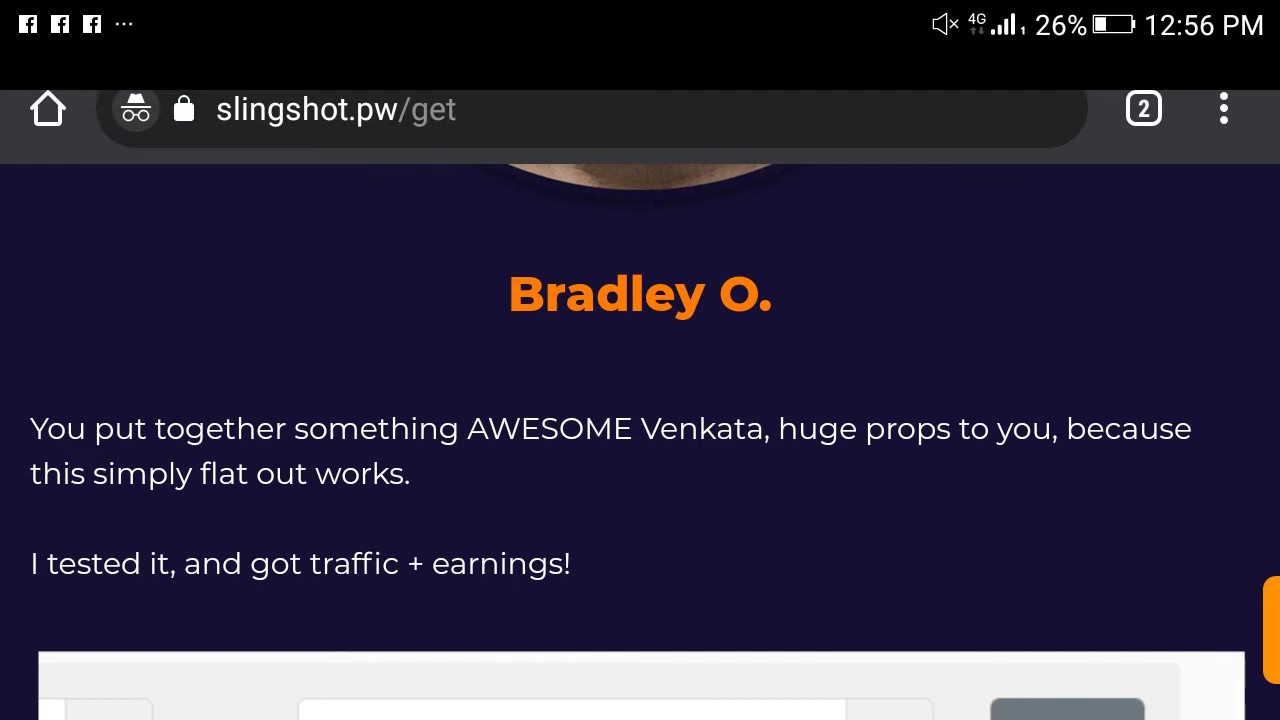 4G 1 26% 12:56 PM
slingshot.pw/get 2
Bradley O.
You put together something AWESOME Venkata, huge props to you, because
this simply flat out works.
I tested it, and got traffic + earnings!